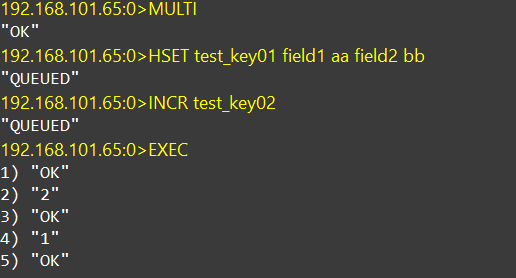 192.168.101.65:0>MULTI
"OK"
192.168.101.65:0>HSET test_key01 field1 aa field2 bb
"QUEUED"
192.168.101.65:0>INCR test_key02
"QUEUED"
192.168.101.65:0>EXEC
1) "OK"
2) "2"
3) "OK"
4) "1"
5) "OK"